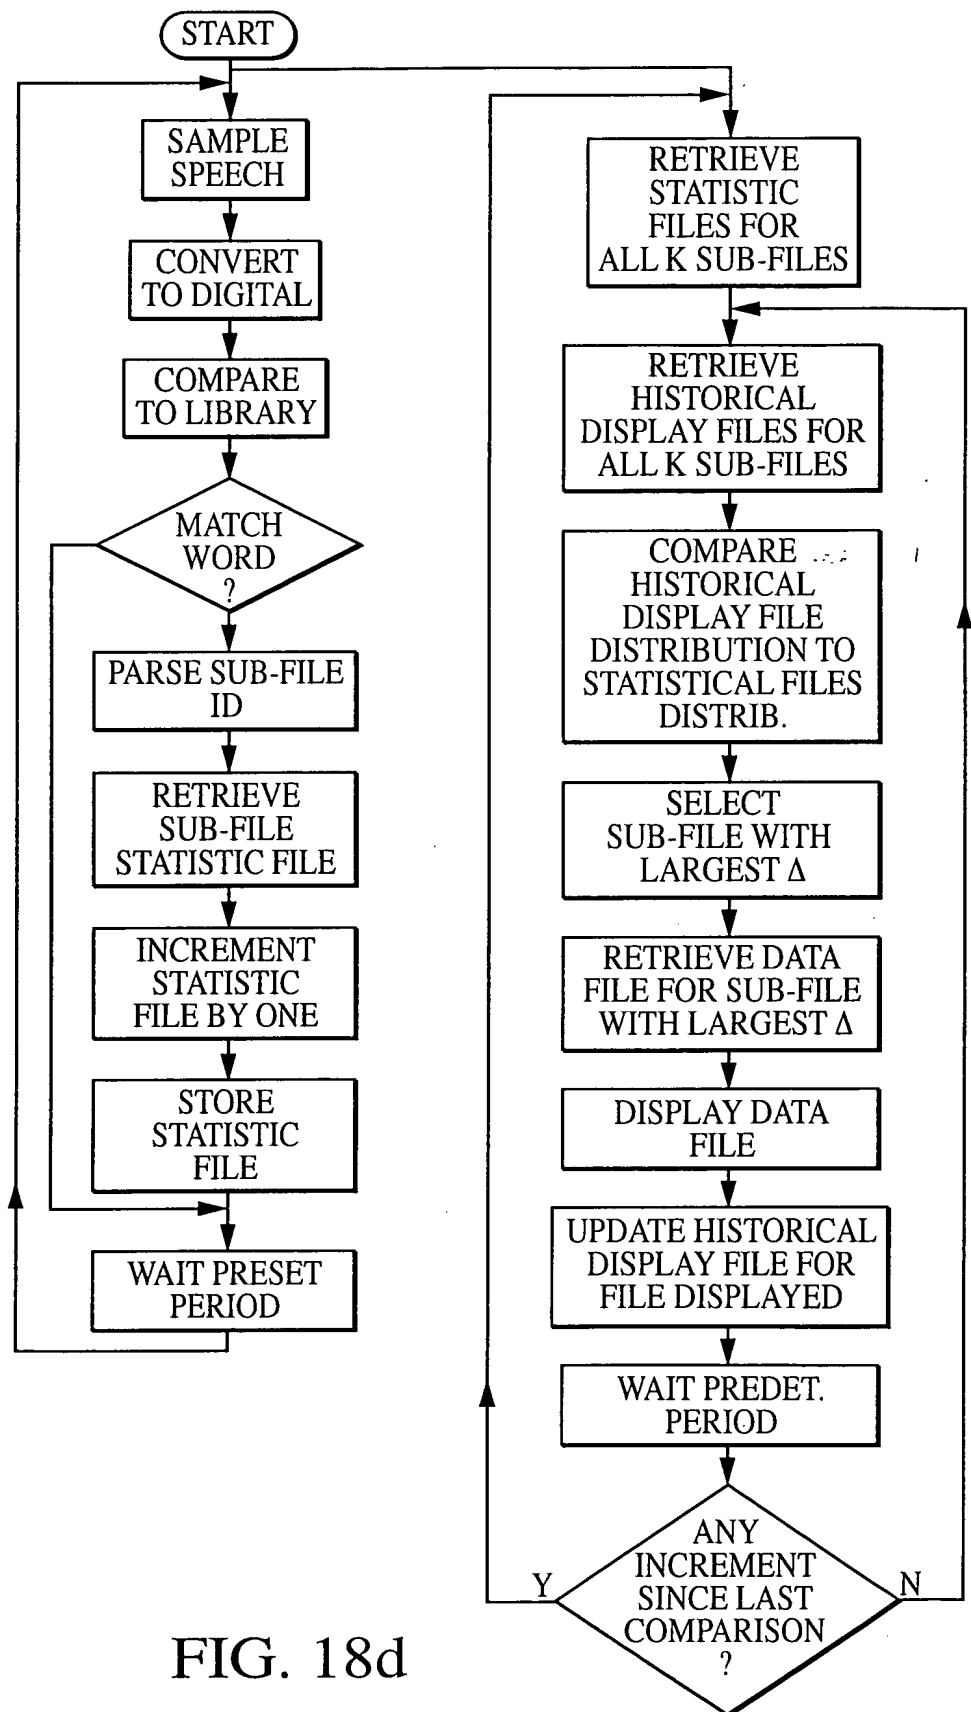 START
SAMPLE
SPEECH
CONVERT
TO DIGITAL
COMPARE
TO LIBRARY
MATCH
WORD
?
PARSE SUB-FILE
ID
RETRIEVE
SUB-FILE
STATISTIC FILE
INCREMENT
STATISTIC
FILE BY ONE
STORE
STATISTIC
FILE
WAIT PRESET
PERIOD
RETRIEVE
STATISTIC
FILES FOR
ALL K SUB-FILES
RETRIEVE
HISTORICAL
DISPLAY FILES FOR
ALL K SUB-FILES
COMPARE
HISTORICAL
DISPLAY FILE
DISTRIBUTION TO
STATISTICAL FILES
DISTRIB.
SELECT
SUB-FILE WITH
LARGEST Δ
RETRIEVE DATA
FILE FOR SUB-FILE
WITH LARGEST Δ
DISPLAY DATA
FILE
UPDATE HISTORICAL
DISPLAY FILE FOR
FILE DISPLAYED
WAIT PREDET.
PERIOD
ANY
INCREMENT
SINCE LAST
COMPARISON
?
Y
N
FIG. 18d